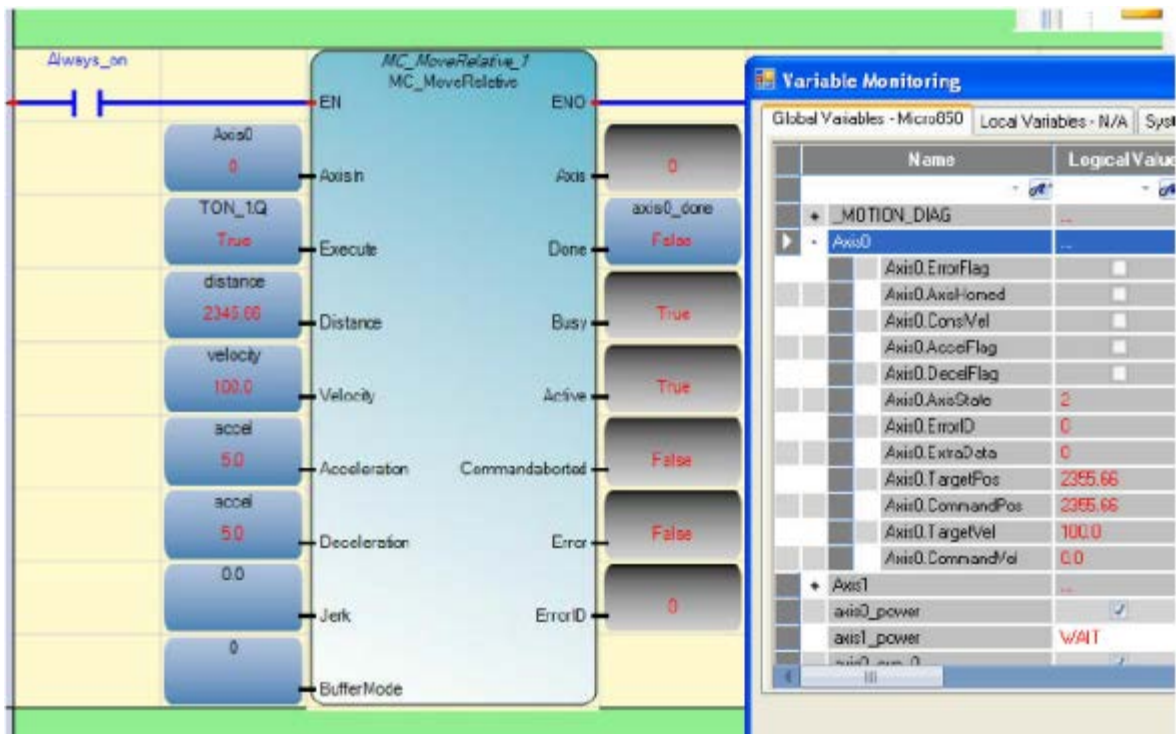 Always_on
MC_MoveRelative_1
MC_MoveRelative
EN
ENO
Axis0
0
AxisIn
Axis
0
TON_1.Q
True
Execute
axis0_done
False
Done
distance
2345.66
Distance
Busy
True
velocity
100.0
Velocity
Active
True
accel
5.0
Acceleration
Commandaborted
False
accel
5.0
Deceleration
Error
False
0.0
Jerk
ErrorID
0
0
BufferMode
Variable Monitoring
Global Variables - Micro850
Local Variables - N/A
Syst
Name
Logical Value
_MOTION_DIAG
...
Axis0
...
Axis0.ErrorFlag
Axis0.AxisHomed
Axis0.ConsVel
Axis0.AccelFlag
Axis0.DecelFlag
Axis0.AxisState
2
Axis0.ErrorID
0
Axis0.ExtraData
0
Axis0.TargetPos
2355.66
Axis0.CommandPos
2355.66
Axis0.TargetVel
100.0
Axis0.CommandVel
0.0
Axis1
...
axis0_power
axis1_power
WAIT